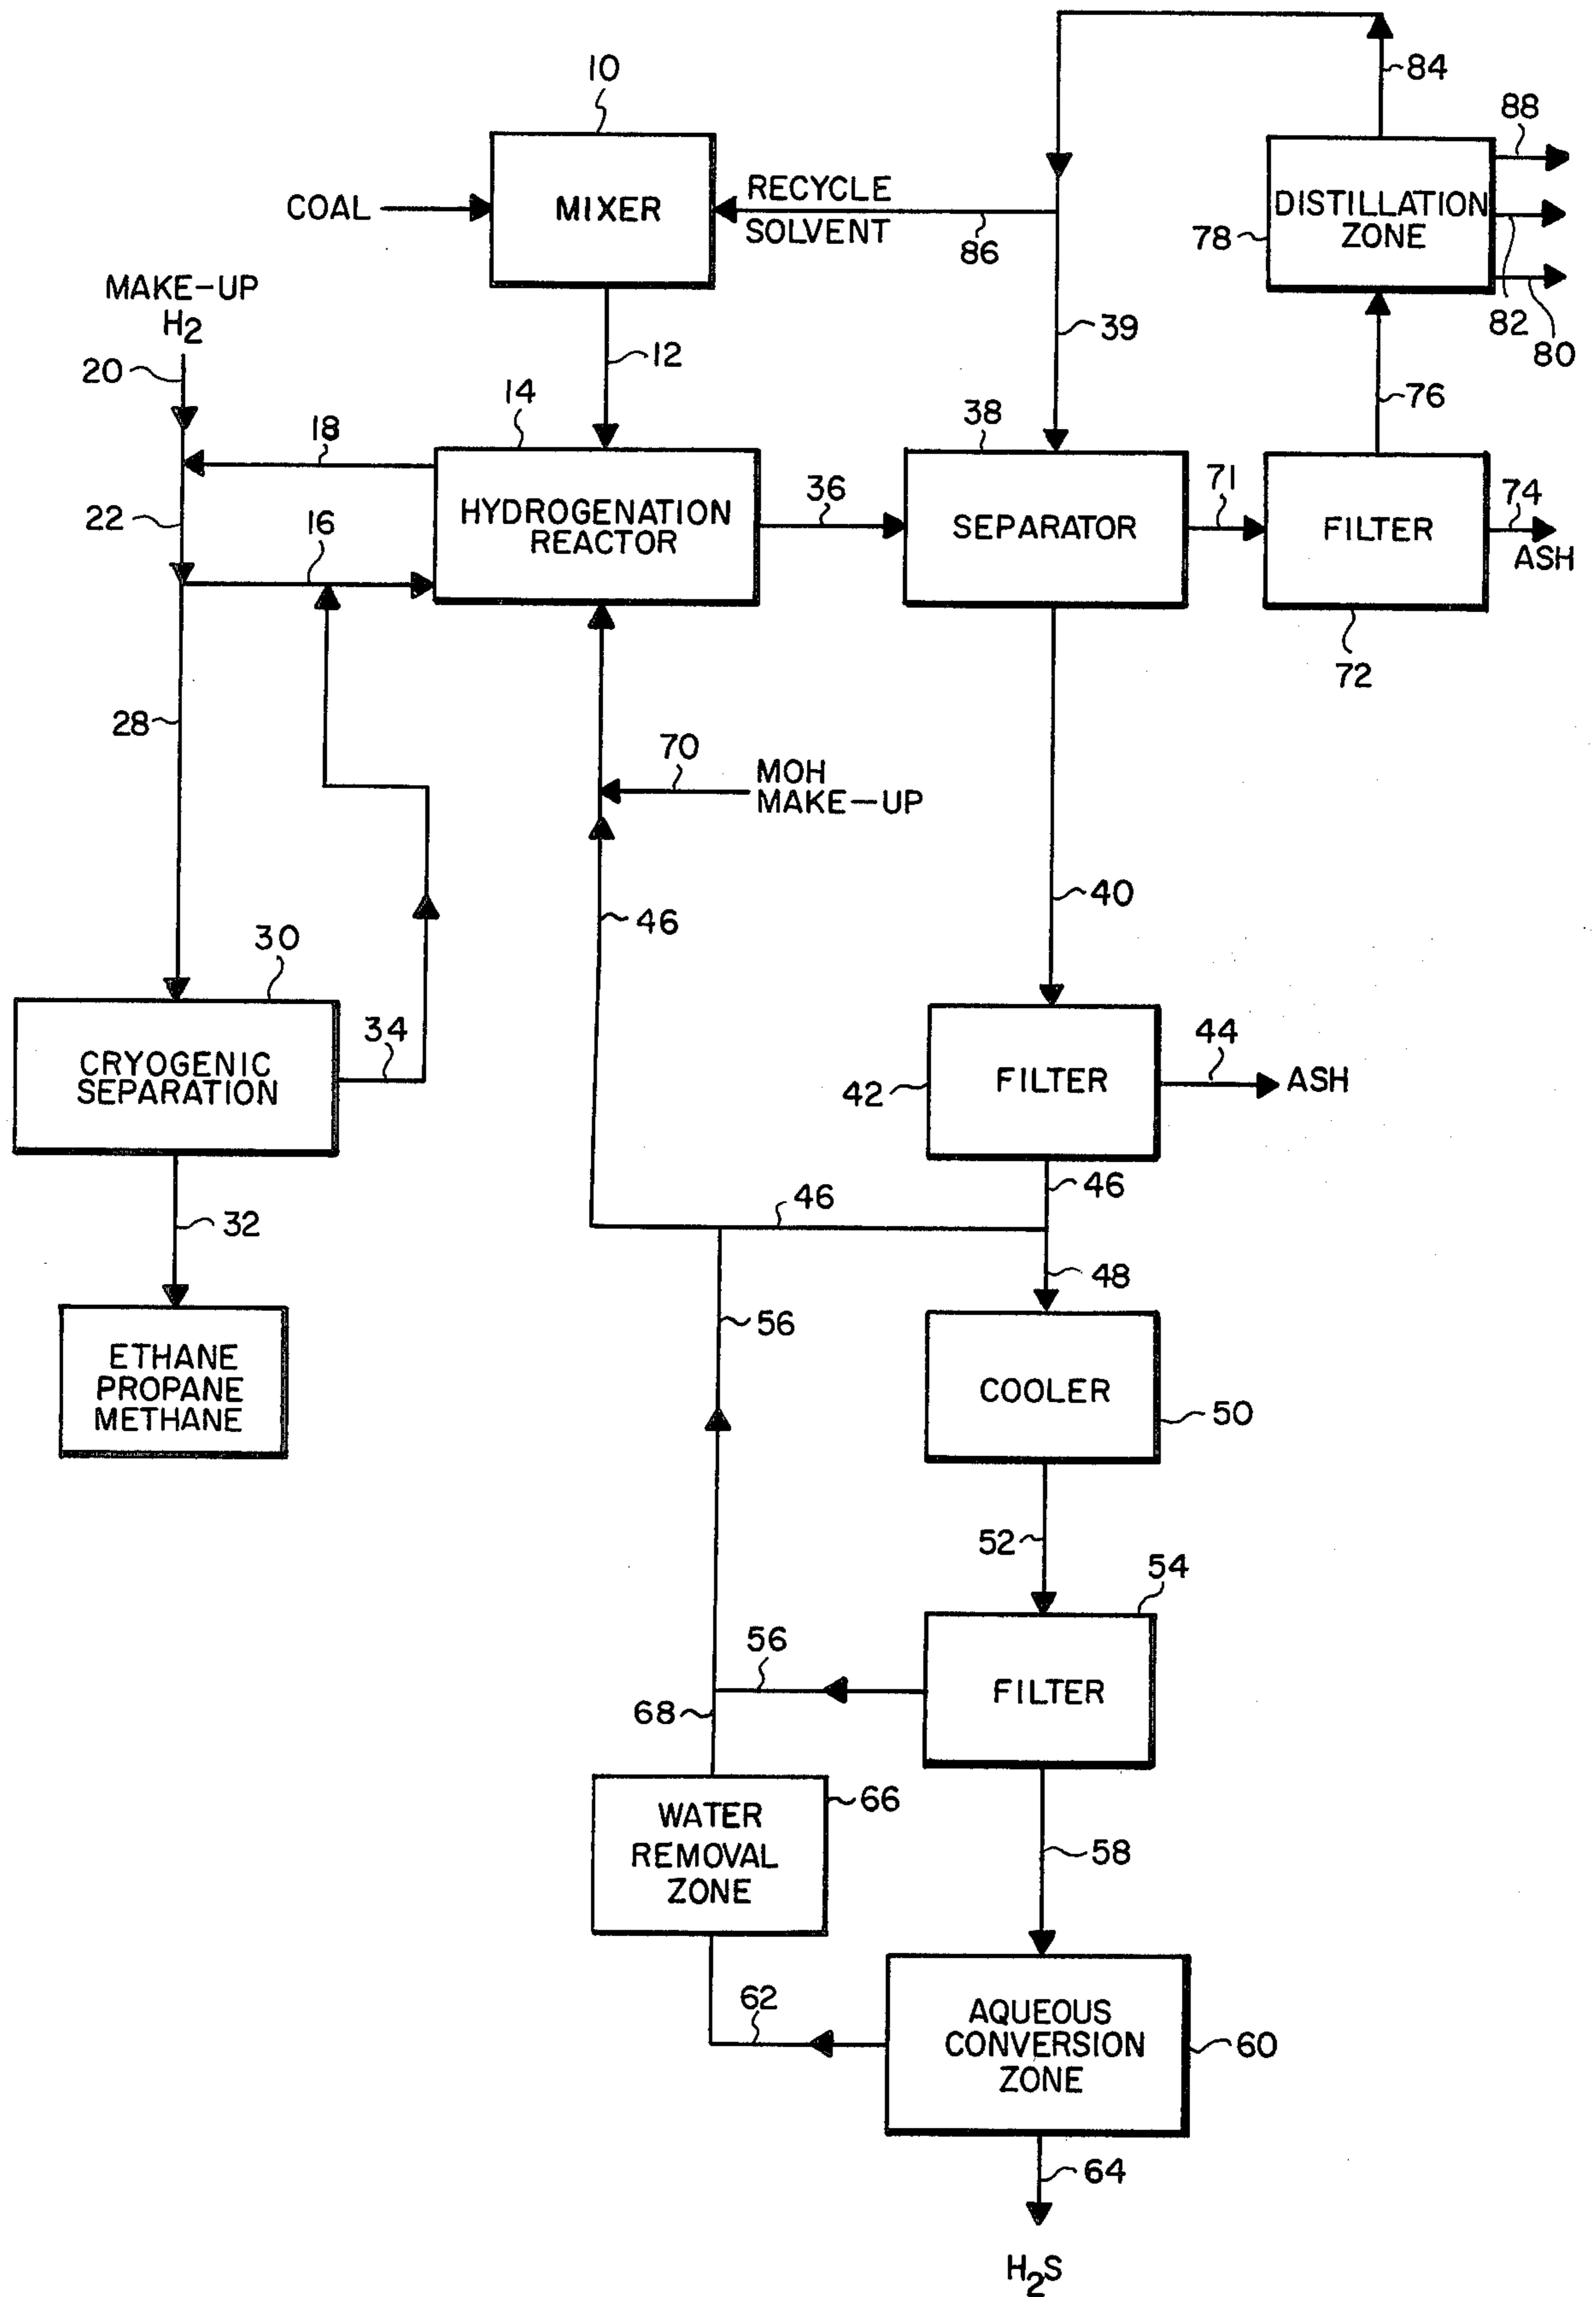 10
84
88
COAL
MIXER
RECYCLE
SOLVENT
86
DISTILLATION
ZONE
78
82
80
MAKE-UP
H2
20
12
39
76
14
38
18
22
16
HYDROGENATION
REACTOR
36
SEPARATOR
71
FILTER
74
ASH
72
28
70
MOH
MAKE-UP
46
40
30
CRYOGENIC
SEPARATION
34
42
FILTER
44
ASH
46
46
32
48
56
ETHANE
PROPANE
METHANE
COOLER
50
52
54
56
FILTER
68
WATER
REMOVAL
ZONE
66
58
62
AQUEOUS
CONVERSION
ZONE
60
64
H2S